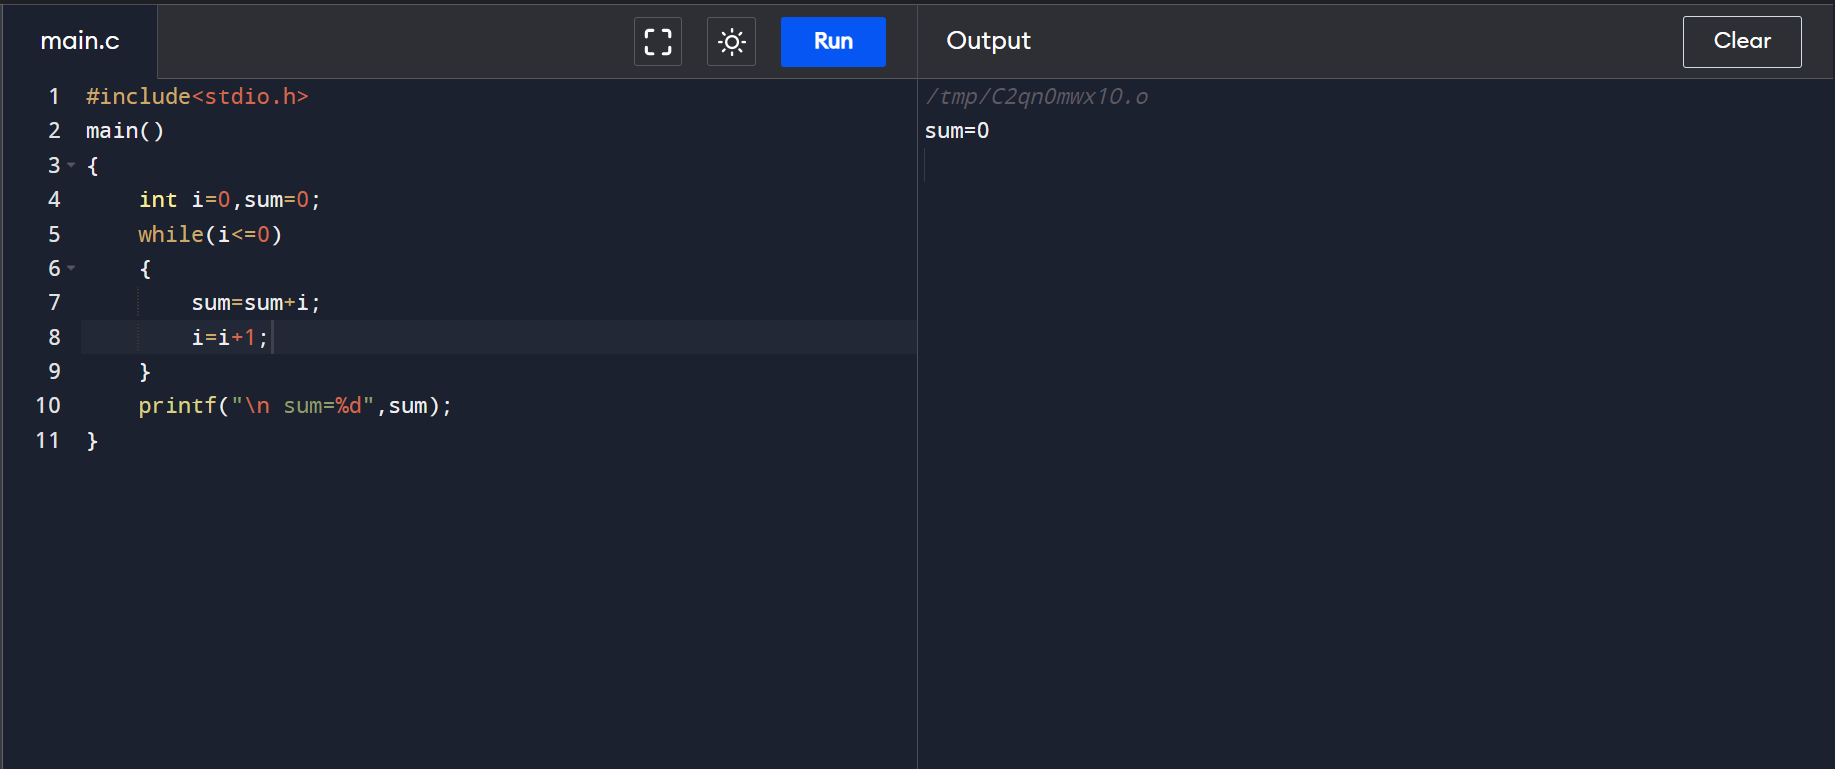 main.c
Run
Output
Clear
1 #include<stdio.h>
2 main()
3 {
4     int i=0,sum=0;
5     while(i<=0)
6     {
7         sum=sum+i;
8         i=i+1;
9     }
10     printf("\n sum=%d",sum);
11 }
/tmp/C2qn0mwx1O.o
sum=0